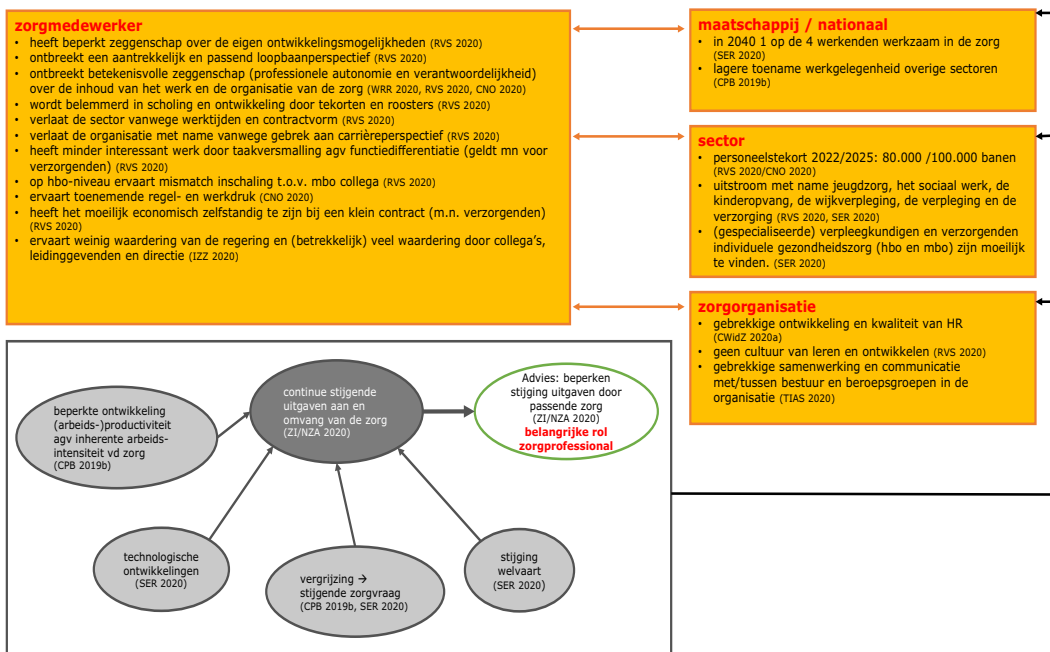 zorgmedewerker
• heeft beperkt zeggenschap over de eigen ontwikkelingsmogelijkheden (RVS 2020)
• ontbreekt een aantrekkelijk en passend loopbaanperspectief (RVS 2020)
• ontbreekt betekenisvolle zeggenschap (professionele autonomie en verantwoordelijkheid)
over de inhoud van het werk en de organisatie van de zorg (WRR 2020, RVS 2020, CNO 2020)
• wordt belemmerd in scholing en ontwikkeling door tekorten en roosters (RVS 2020)
• verlaat de sector vanwege werktijden en contractvorm (RVS 2020)
• verlaat de organisatie met name vanwege gebrek aan carrièreperspectief (RVS 2020)
• heeft minder interessant werk door taakversmalling agv functiedifferentiatie (geldt mn voor
verzorgenden) (RVS 2020)
• op hbo-niveau ervaart mismatch inschaling t.o.v. mbo collega (RVS 2020)
• ervaart toenemende regel- en werkdruk (CNO 2020)
• heeft het moeilijk economisch zelfstandig te zijn bij een klein contract (m.n. verzorgenden)
(RVS 2020)
• ervaart weinig waardering van de regering en (betrekkelijk) veel waardering door collega's,
leidinggevenden en directie (IZZ 2020)
maatschappij / nationaal
• in 2040 1 op de 4 werkenden werkzaam in de zorg
(SER 2020)
• lagere toename werkgelegenheid overige sectoren
(CPB 2019b)
sector
• personeelstekort 2022/2025: 80.000 /100.000 banen
(RVS 2020/CNO 2020)
• uitstroom met name jeugdzorg, het sociaal werk, de
kinderopvang, de wijkverpleging, de verpleging en de
verzorging (RVS 2020, SER 2020)
• (gespecialiseerde) verpleegkundigen en verzorgenden
individuele gezondheidszorg (hbo en mbo) zijn moeilijk
te vinden. (SER 2020)
zorgorganisatie
• gebrekkige ontwikkeling en kwaliteit van HR
(CWidZ 2020a)
• geen cultuur van leren en ontwikkelen (RVS 2020)
• gebrekkige samenwerking en communicatie
met/tussen bestuur en beroepsgroepen in de
organisatie (TIAS 2020)
beperkte ontwikkeling
(arbeids-)productiviteit
agv inherente arbeids-
intensiteit vd zorg
(CPB 2019b)
continue stijgende
uitgaven aan en
omvang van de zorg
(ZI/NZA 2020)
Advies: beperken
stijging uitgaven door
passende zorg
(ZI/NZA 2020)
belangrijke rol
zorgprofessional
technologische
ontwikkelingen
(SER 2020)
vergrijzing →
stijgende zorgvraag
(CPB 2019b, SER 2020)
stijging
welvaart
(SER 2020)